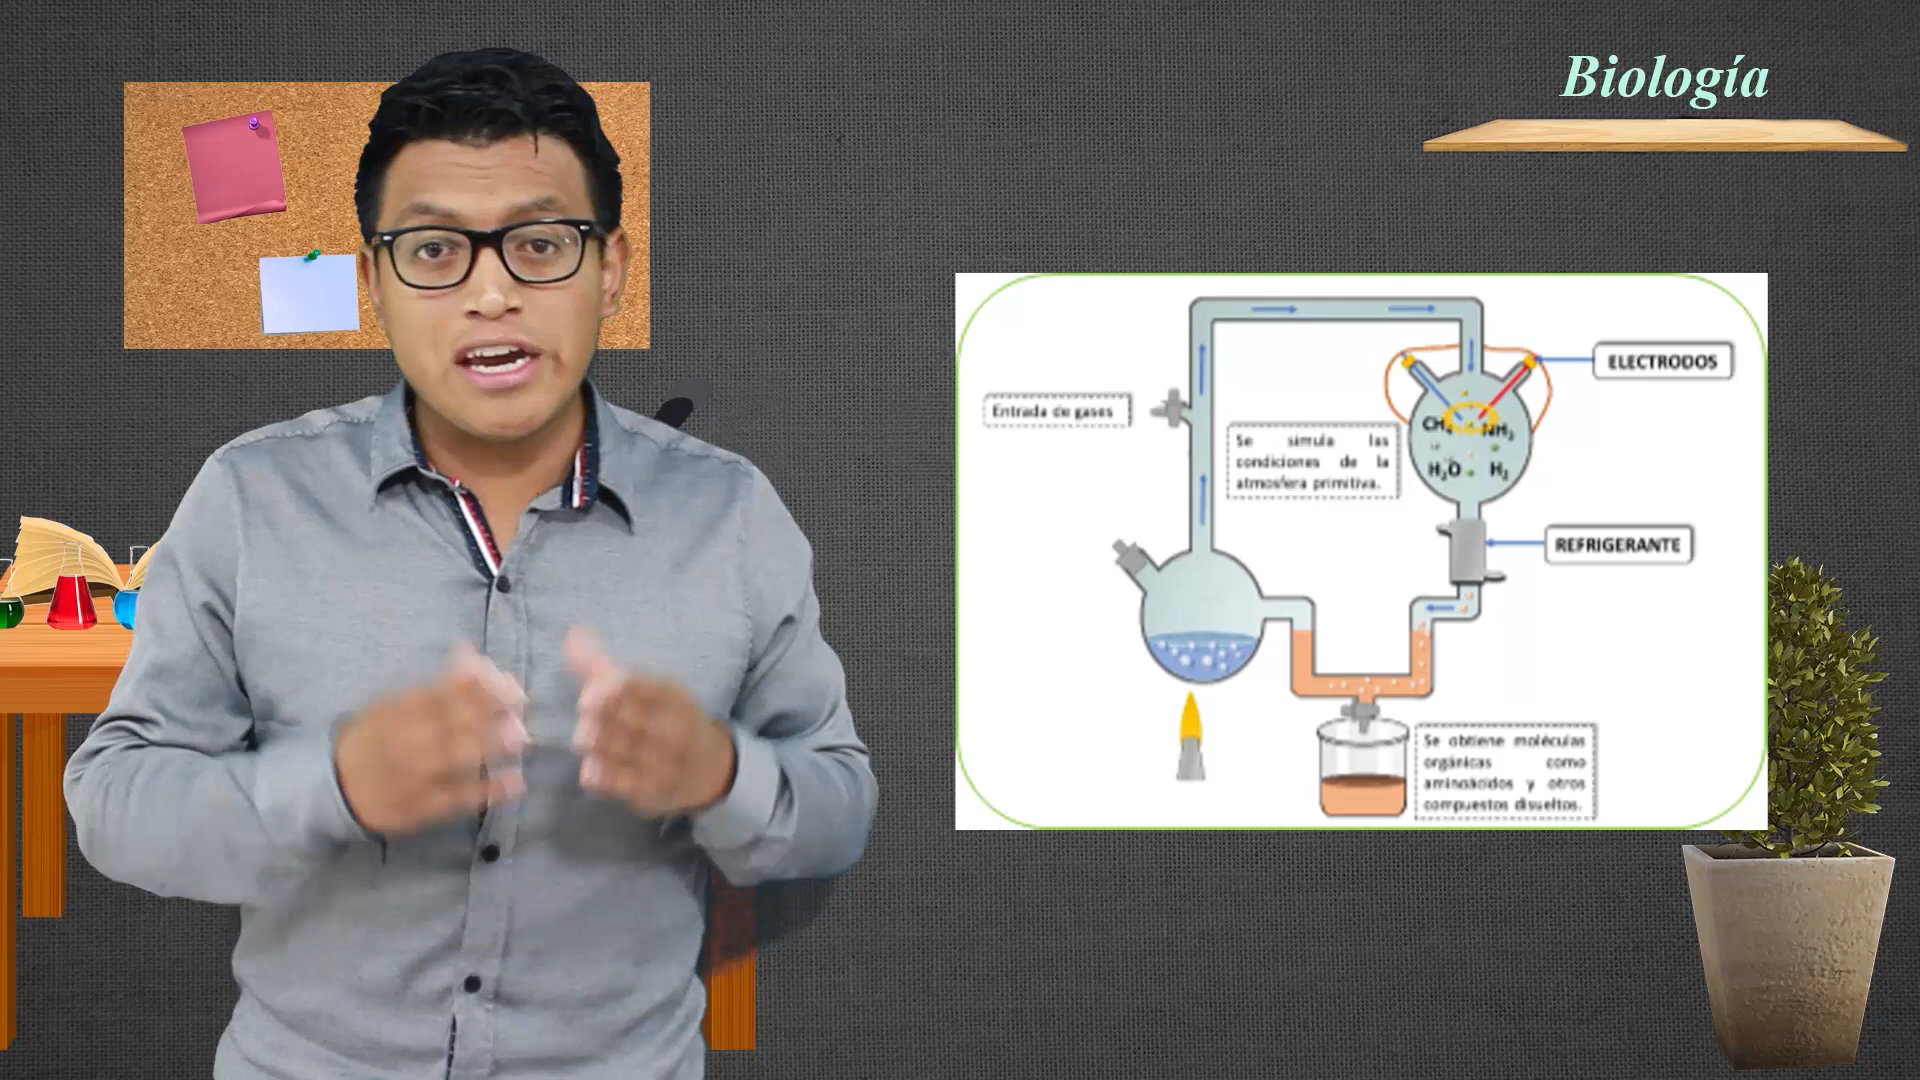 Biología
ELECTRODOS
Entrada de gases
Se simula las
condiciones de la
atmosfera primitiva.
CH₄ NH₃
H₂O H₂
REFRIGERANTE
Se obtiene moléculas
orgánicas como
aminoácidos y otros
compuestos disueltos.